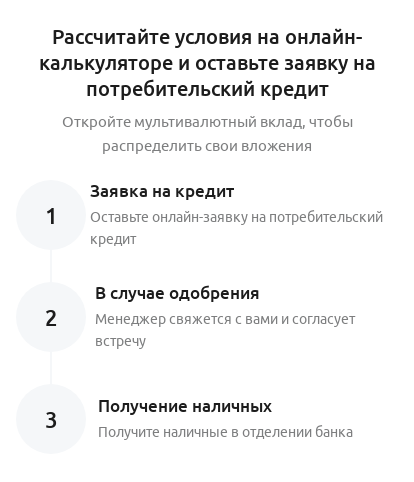 Рассчитайте условия на онлайн-
калькуляторе и оставьте заявку на
потребительский кредит
Откройте мультивалютный вклад, чтобы
распределить свои вложения
1
Заявка на кредит
Оставьте онлайн-заявку на потребительский
кредит
2
В случае одобрения
Менеджер свяжется с вами и согласует
встречу
3
Получение наличных
Получите наличные в отделении банка